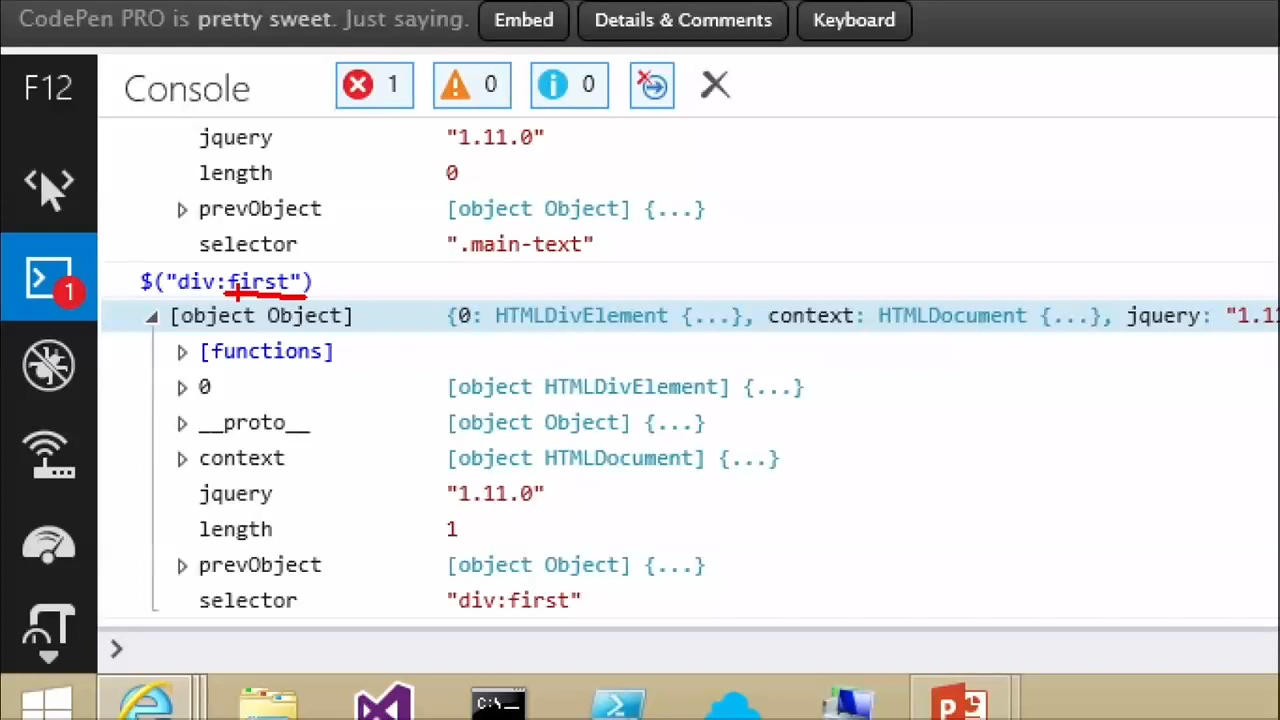 CodePen PRO is pretty sweet. Just saying. Embed Details & Comments Keyboard
F12 Console 1 0 0
jquery "1.11.0"
length 0
prevObject [object Object] {...}
selector ".main-text"
$("div:first")
1
[object Object] {0: HTMLDivElement {...}, context: HTMLDocument {...}, jquery: "1.11
[functions]
0 [object HTMLDivElement] {...}
__proto__ [object Object] {...}
context [object HTMLDocument] {...}
jquery "1.11.0"
length 1
prevObject [object Object] {...}
selector "div:first"
C:\_